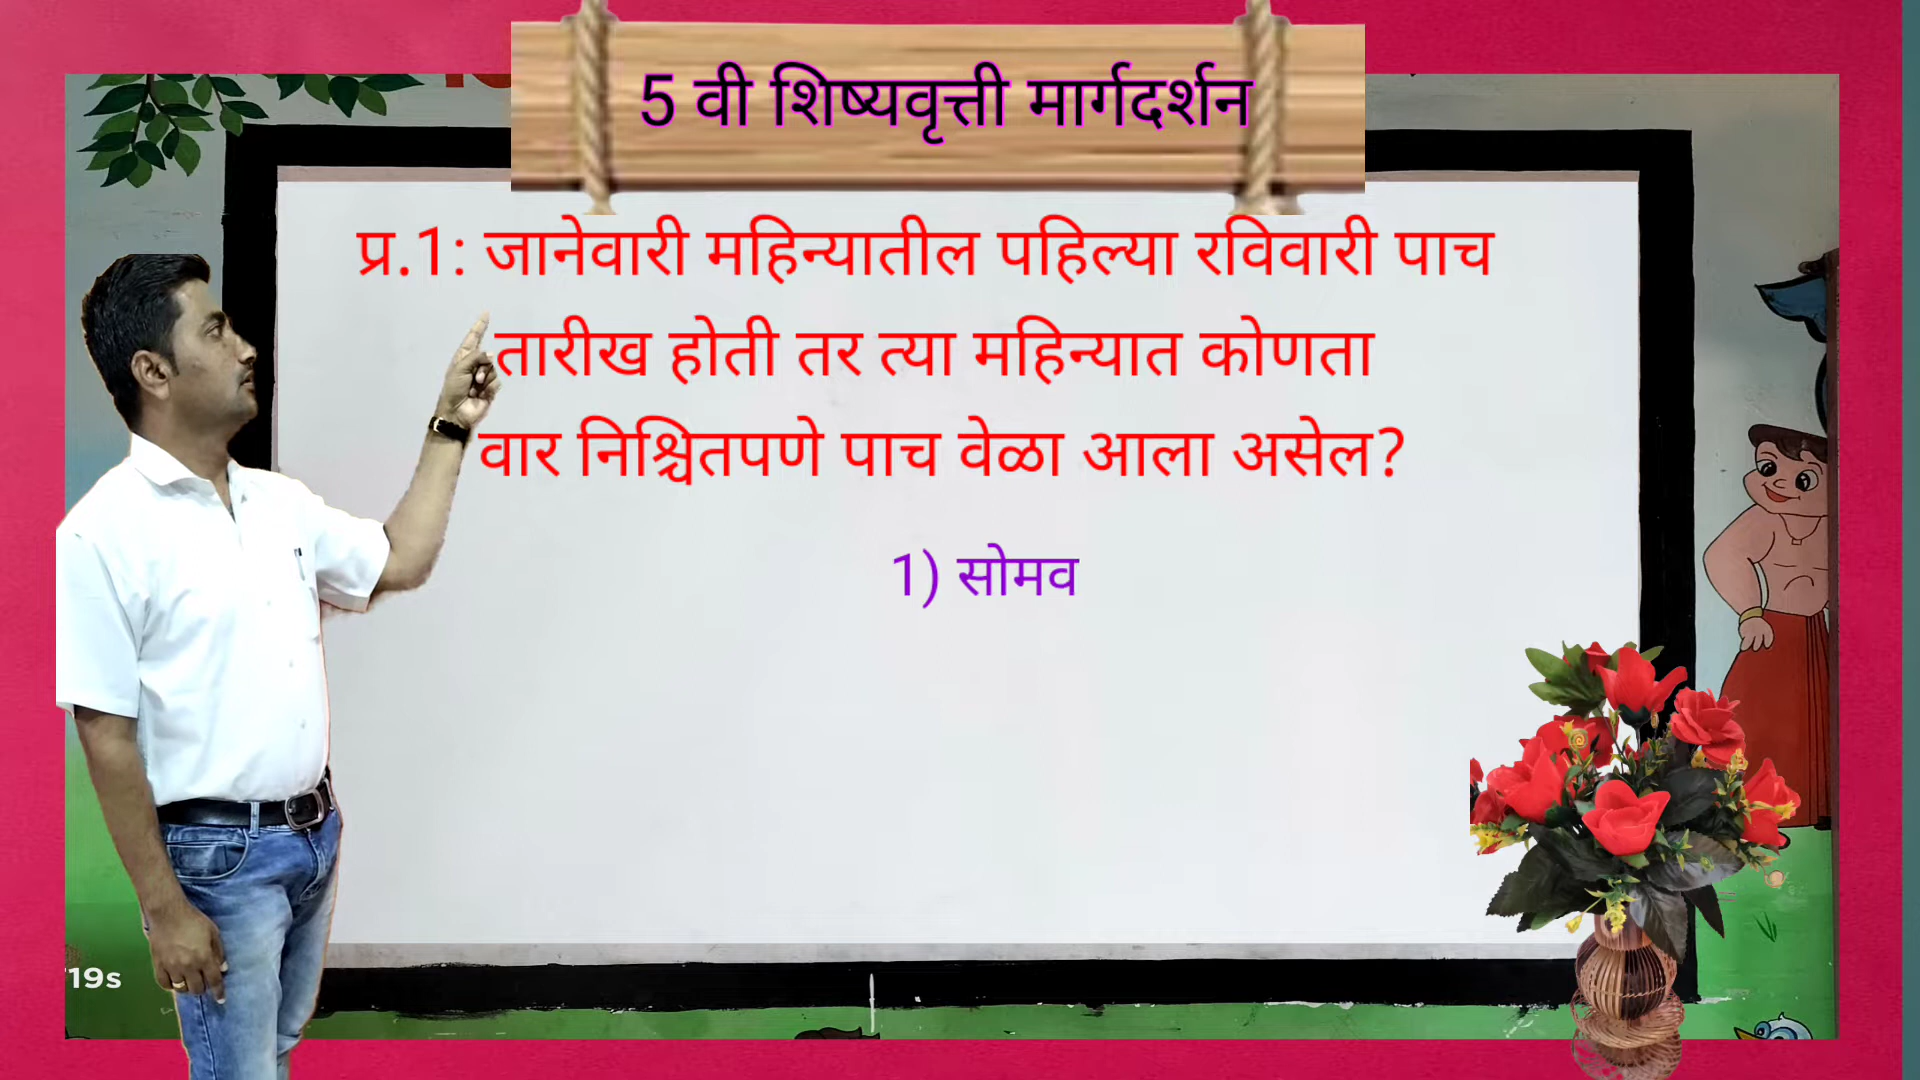 5 वी शिष्यवृत्ती मार्गदर्शन
प्र.1: जानेवारी महिन्यातील पहिल्या रविवारी पाच
तारीख होती तर त्या महिन्यात कोणता
वार निश्चितपणे पाच वेळा आला असेल?
1) सोमव
19s